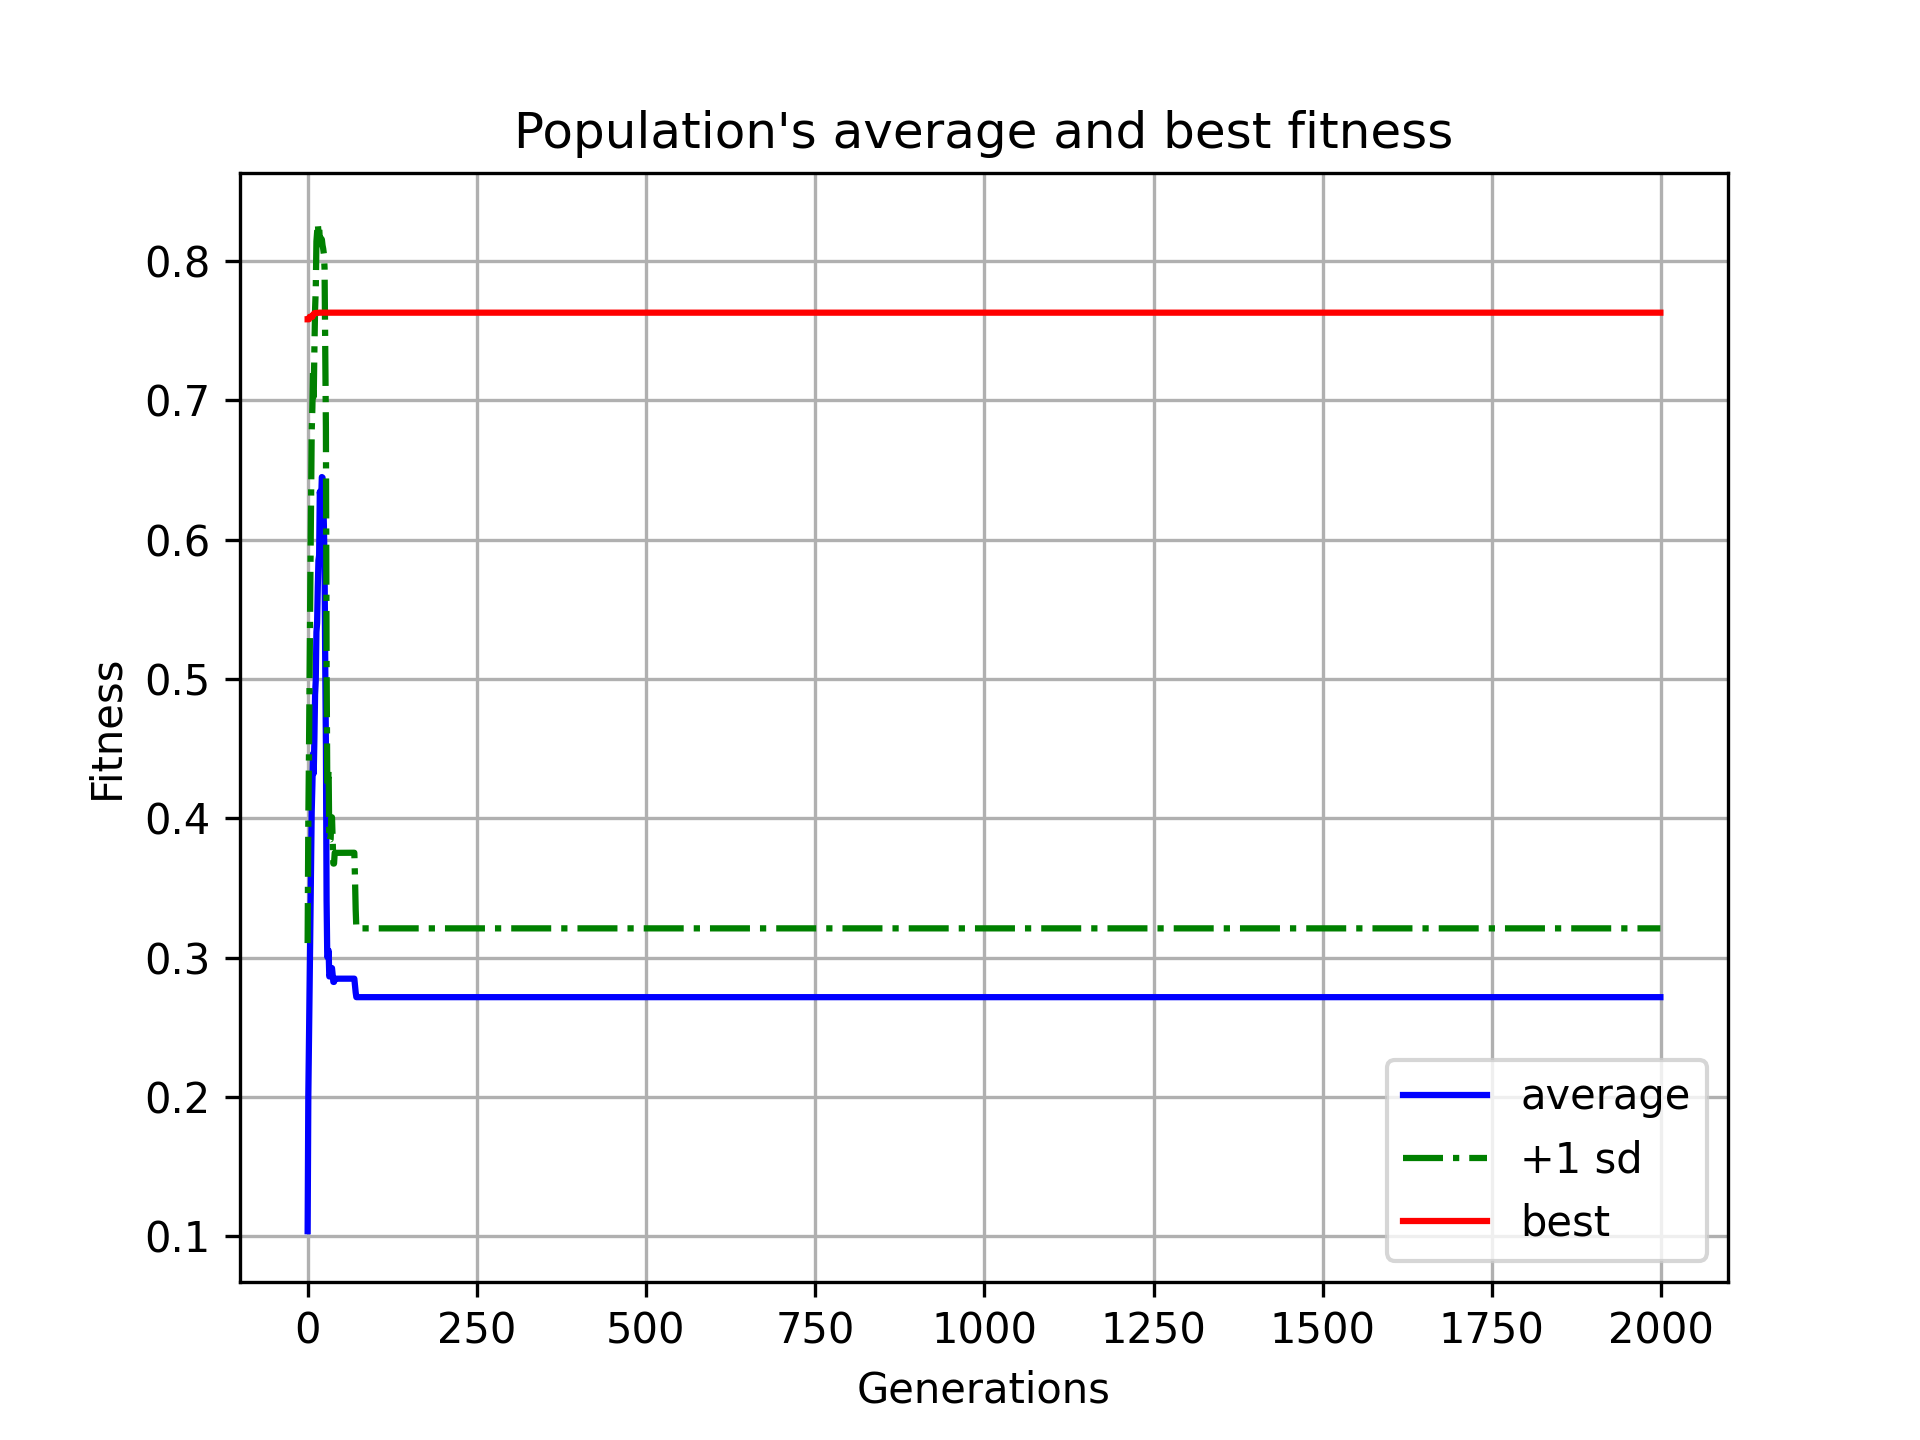 Population's average and best fitness
0.8
0.7
0.6
0.5
0.4
0.3
0.2
0.1
Fitness
average
+1 sd
best
0 250 500 750 1000 1250 1500 1750 2000
Generations